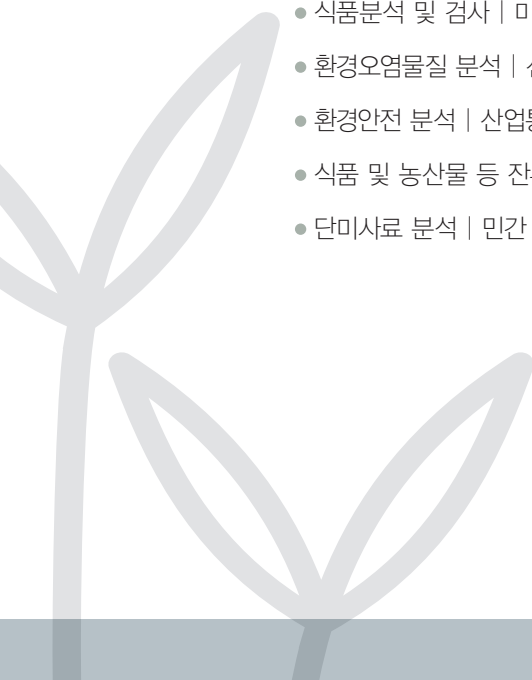 식품분석 및 검사 |
환경오염물질 분석 |
환경안전 분석 | 산업
식품 및 농산물 등
단미사료 분석 | 민간